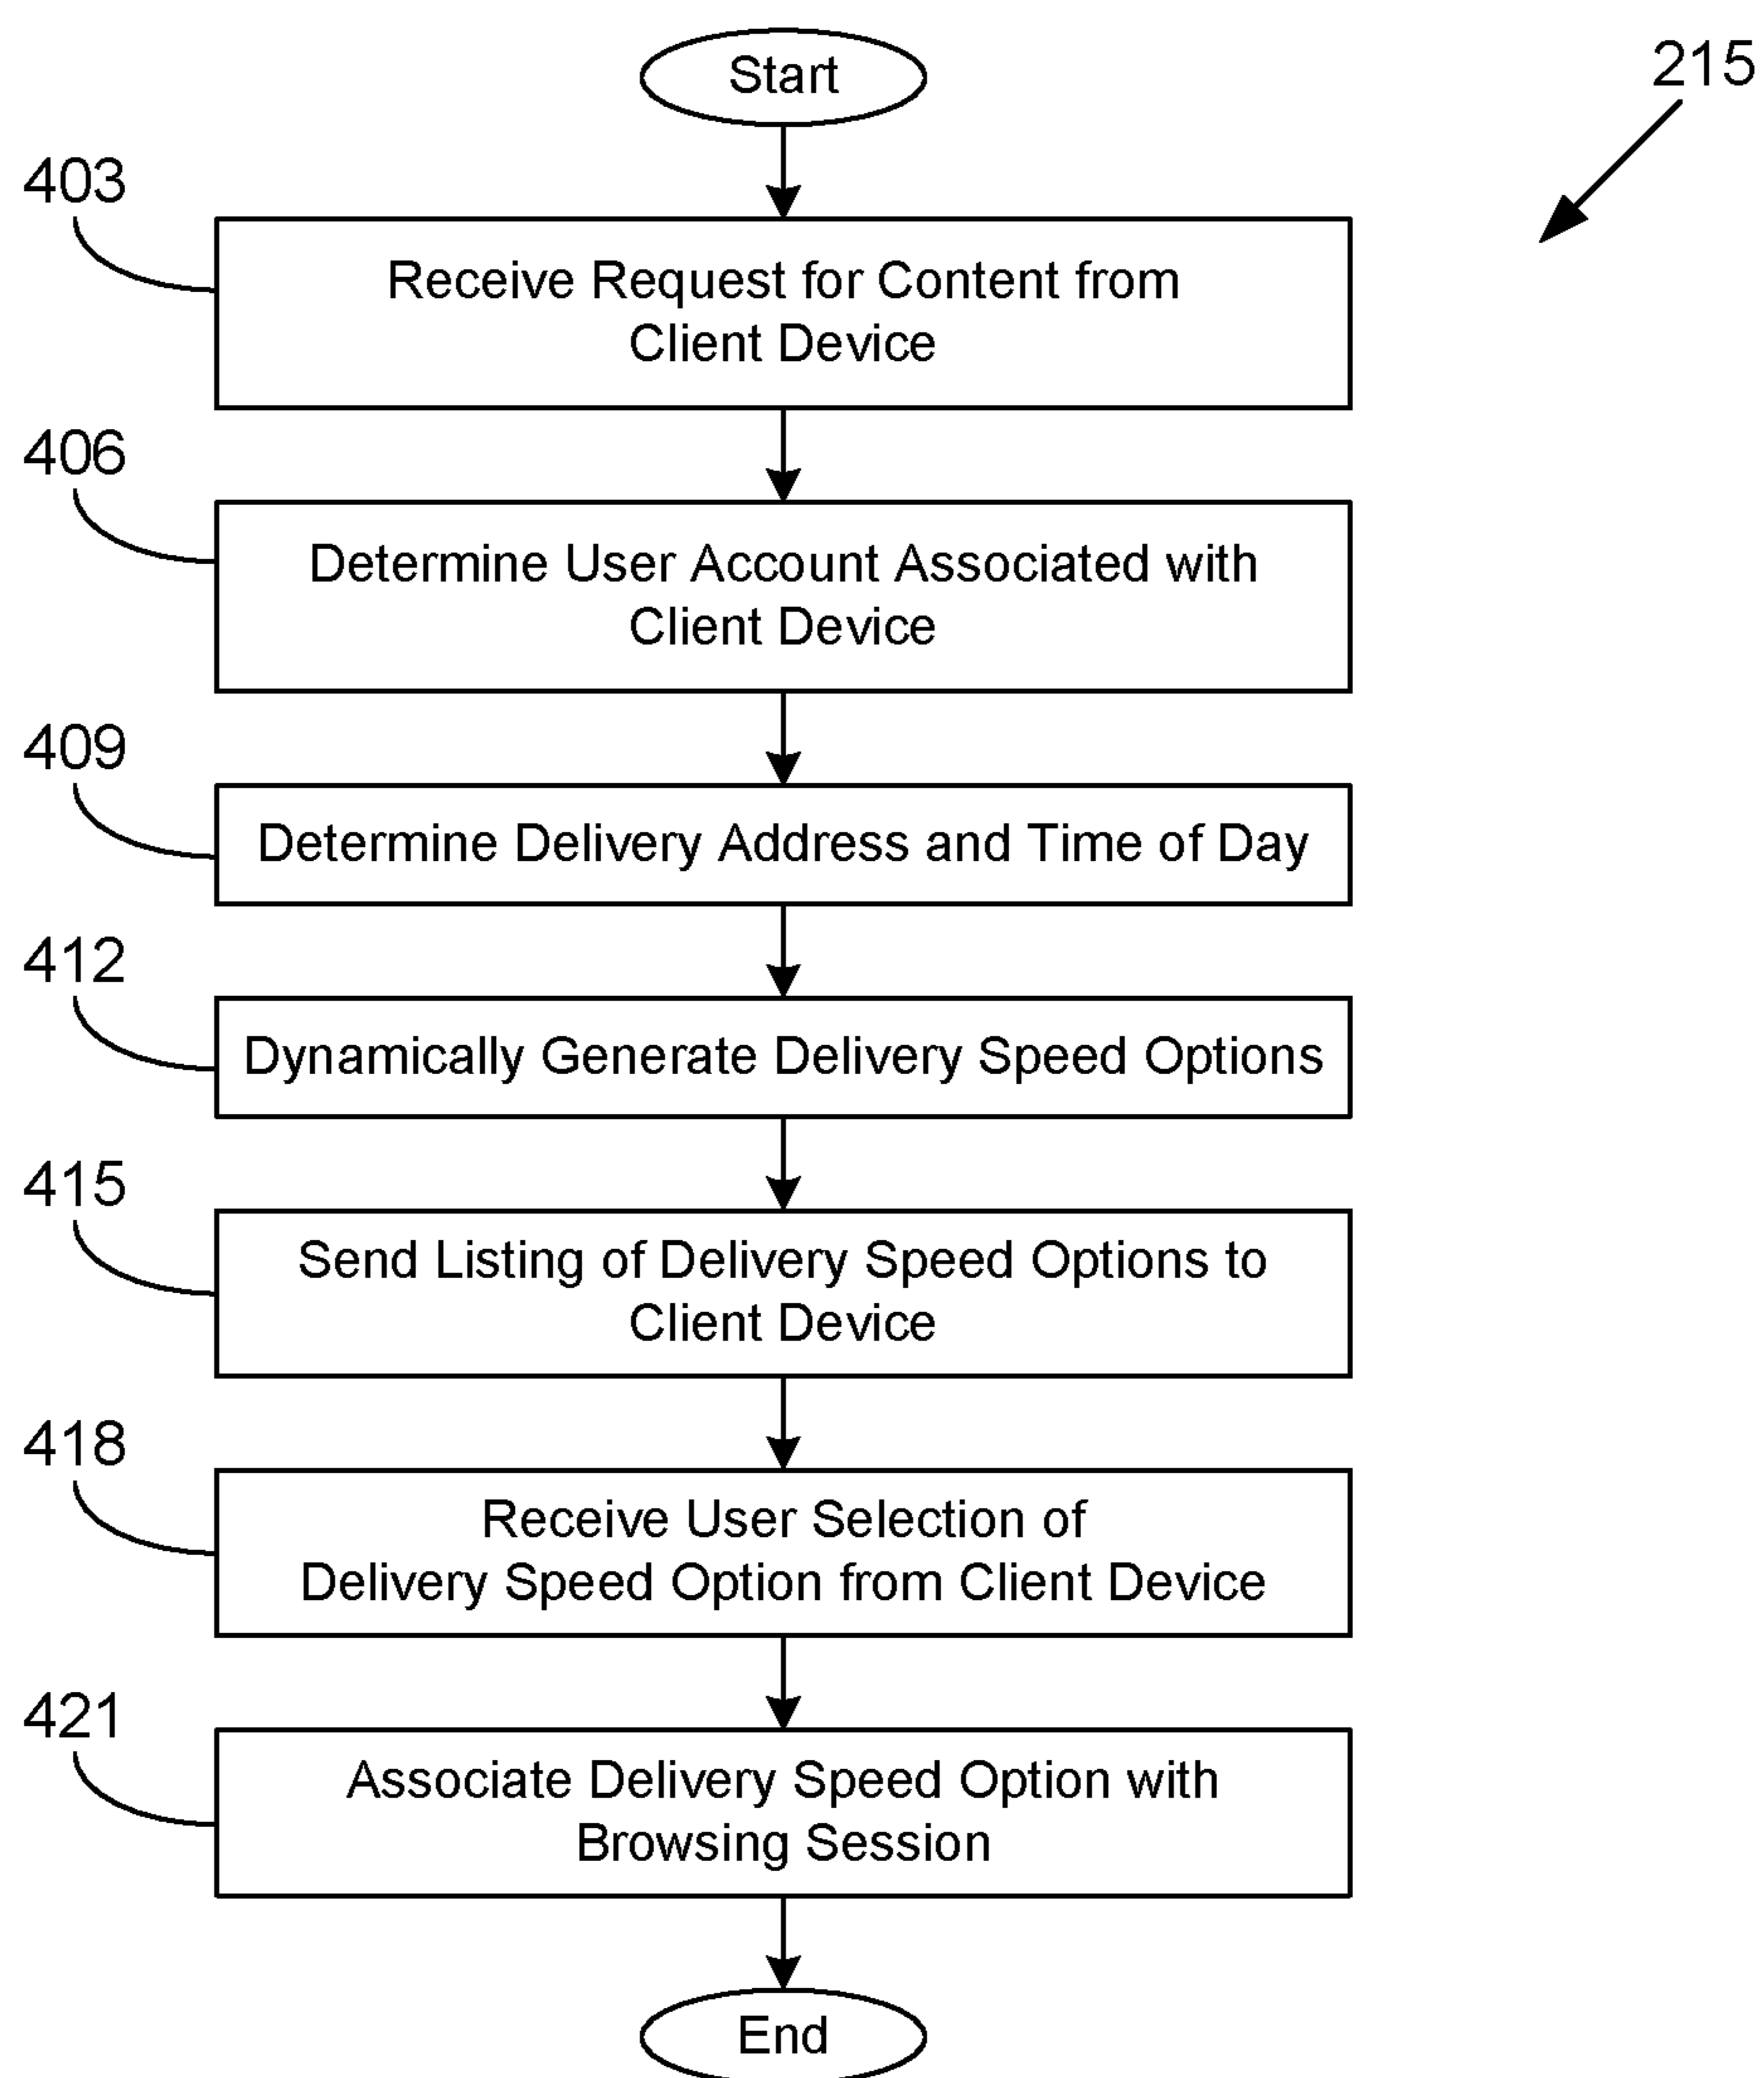 Start
215
403
Receive Request for Content from
Client Device
406
Determine User Account Associated with
Client Device
409
Determine Delivery Address and Time of Day
412
Dynamically Generate Delivery Speed Options
415
Send Listing of Delivery Speed Options to
Client Device
418
Receive User Selection of
Delivery Speed Option from Client Device
421
Associate Delivery Speed Option with
Browsing Session
End